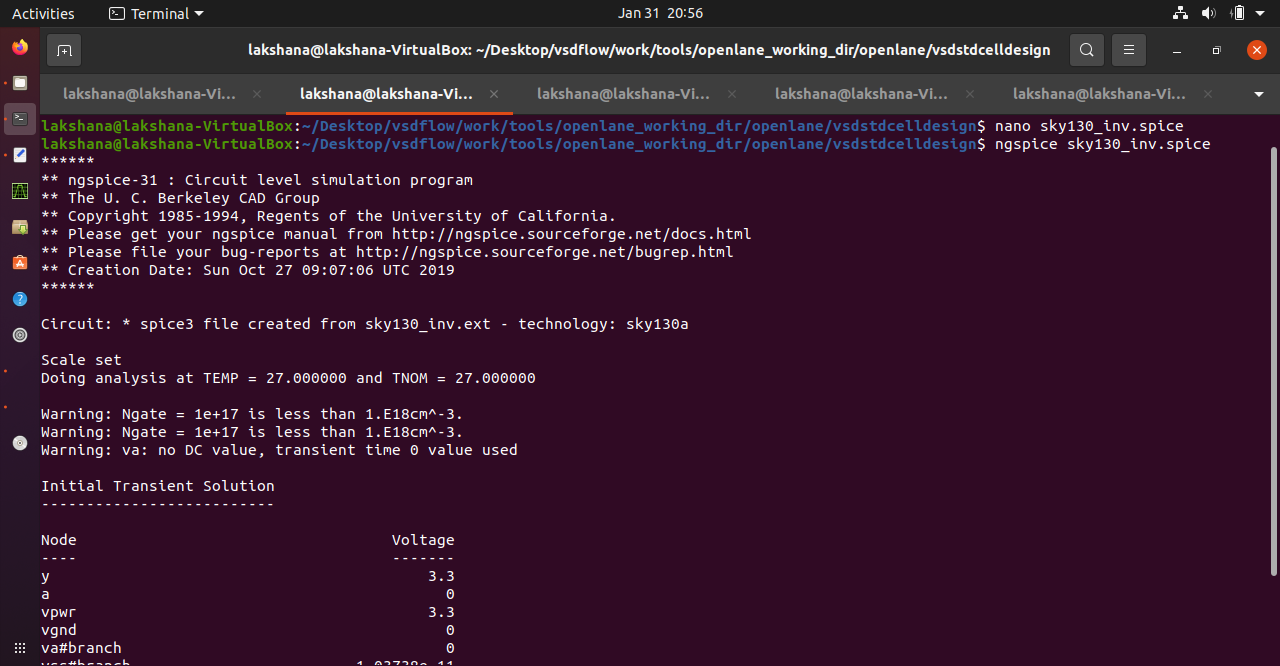 Activities Terminal Jan 31 20:56
lakshana@lakshana-VirtualBox: ~/Desktop/vsdflow/work/tools/openlane_working_dir/openlane/vsdstdcelldesign
lakshana@lakshana-Vi... lakshana@lakshana-Vi... lakshana@lakshana-Vi... lakshana@lakshana-Vi... lakshana@lakshana-Vi...
lakshana@lakshana-VirtualBox:~/Desktop/vsdflow/work/tools/openlane_working_dir/openlane/vsdstdcelldesign$ nano sky130_inv.spice
lakshana@lakshana-VirtualBox:~/Desktop/vsdflow/work/tools/openlane_working_dir/openlane/vsdstdcelldesign$ ngspice sky130_inv.spice
******
** ngspice-31 : Circuit level simulation program
** The U. C. Berkeley CAD Group
** Copyright 1985-1994, Regents of the University of California.
** Please get your ngspice manual from http://ngspice.sourceforge.net/docs.html
** Please file your bug-reports at http://ngspice.sourceforge.net/bugrep.html
** Creation Date: Sun Oct 27 09:07:06 UTC 2019
******
Circuit: * spice3 file created from sky130_inv.ext - technology: sky130a
Scale set
Doing analysis at TEMP = 27.000000 and TNOM = 27.000000
Warning: Ngate = 1e+17 is less than 1.E18cm^-3.
Warning: Ngate = 1e+17 is less than 1.E18cm^-3.
Warning: va: no DC value, transient time 0 value used
Initial Transient Solution
--------------------------
Node Voltage
---- -------
y 3.3
a 0
vpwr 3.3
vgnd 0
va#branch 0